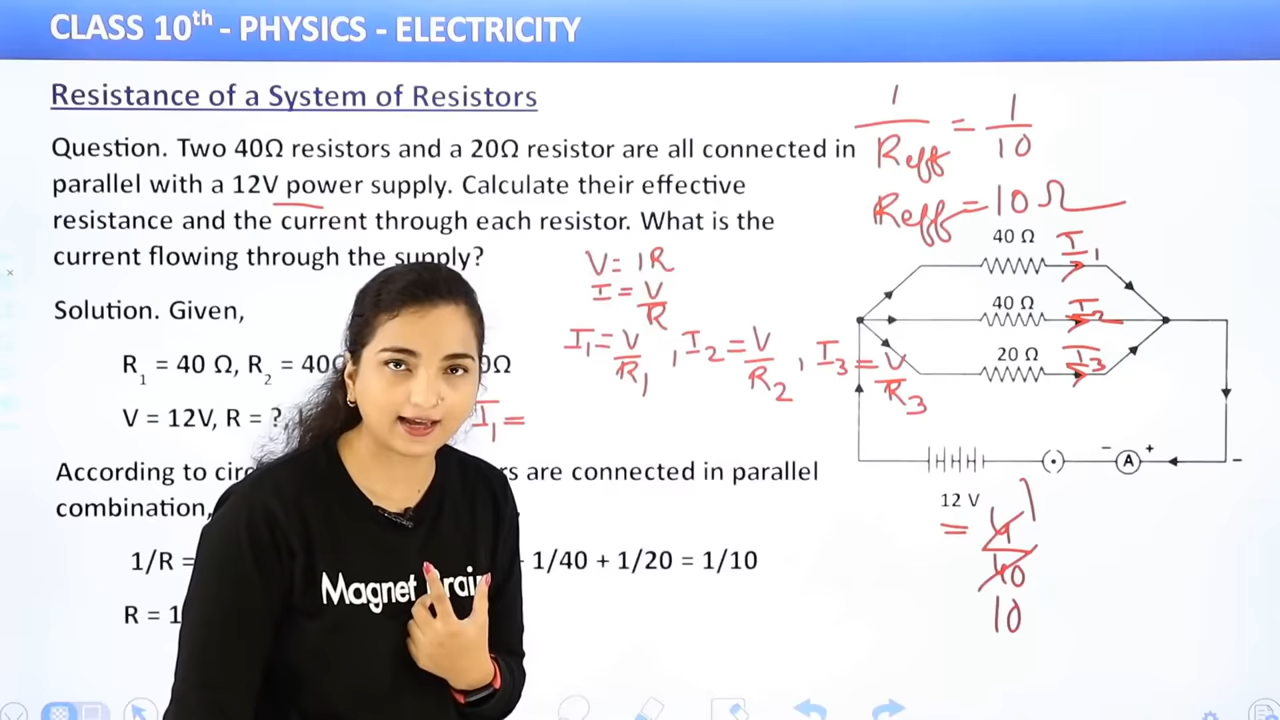 CLASS 10th - PHYSICS - ELECTRICITY
Resistance of a System of Resistors
Question. Two 40Ω resistors and a 20Ω resistor are all connected in
parallel with a 12V power supply. Calculate their effective
resistance and the current through each resistor. What is the
current flowing through the supply?
1/Reff = 1/10
Reff = 10 Ω
V = IR
I = V/R
I1 = V/R1 , I2 = V/R2 , I3 = V/R3
Solution. Given,
R1 = 40 Ω, R2 = 40Ω
V = 12V, R = ?
I1 =
According to are connected in parallel
combination,
1/R = 1/40 + 1/20 = 1/10
R = 1
Magnet Brains
40 Ω I1
40 Ω I2
20 Ω I3
- A +
-
12 V
= 4/40 1
10